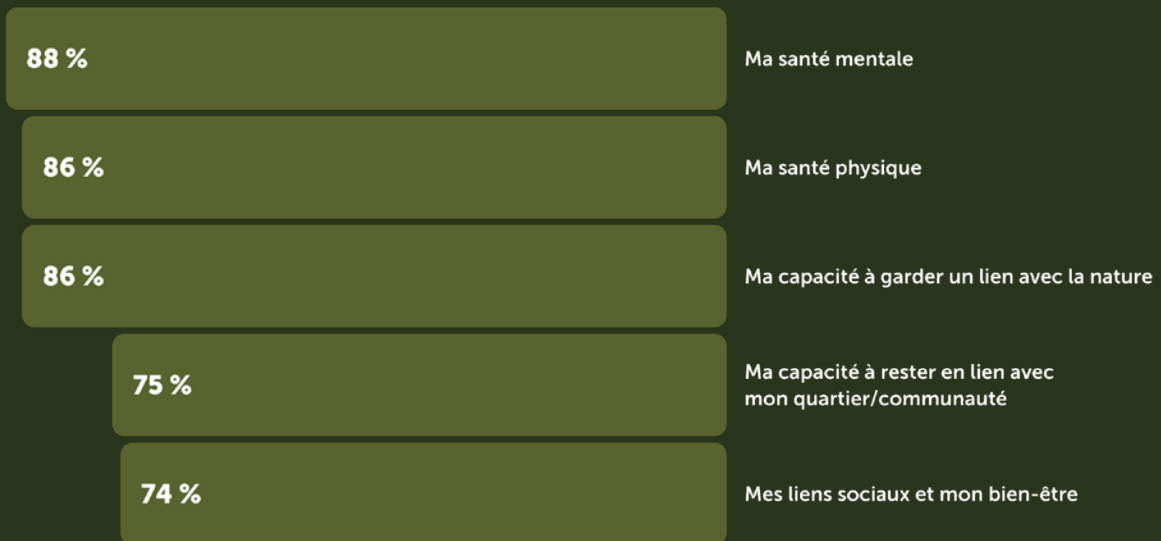 88 %
Ma santé mentale
86 %
Ma santé physique
86 %
Ma capacité à garder un lien avec la nature
75 %
Ma capacité à rester en lien avec
mon quartier/communauté
74 %
Mes liens sociaux et mon bien-être